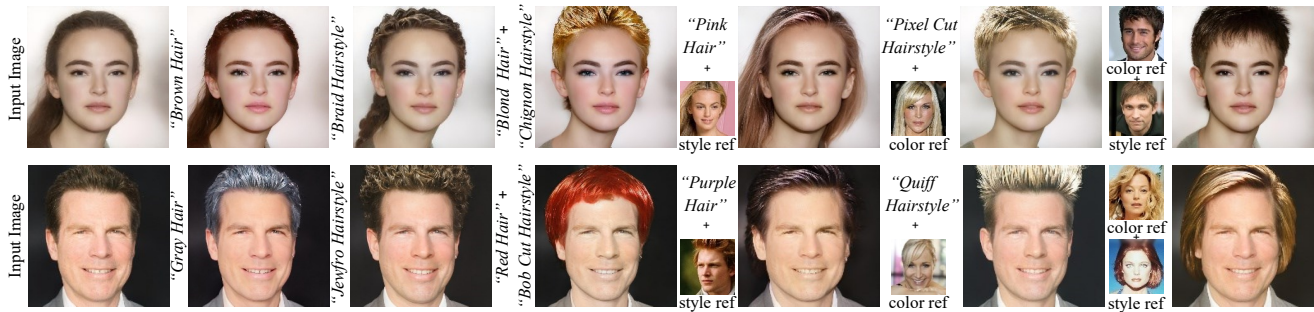 Input Image
“Brown Hair”
“Braid Hairstyle”
“Blond Hair” +
“Chignon Hairstyle”
“Pink
Hair”
+
style ref
“Pixel Cut
Hairstyle”
+
color ref
color ref
+
style ref
Input Image
“Gray Hair”
“Jewfro Hairstyle”
“Red Hair” +
“Bob Cut Hairstyle”
“Purple
Hair”
+
style ref
“Quiff
Hairstyle”
+
color ref
color ref
+
style ref